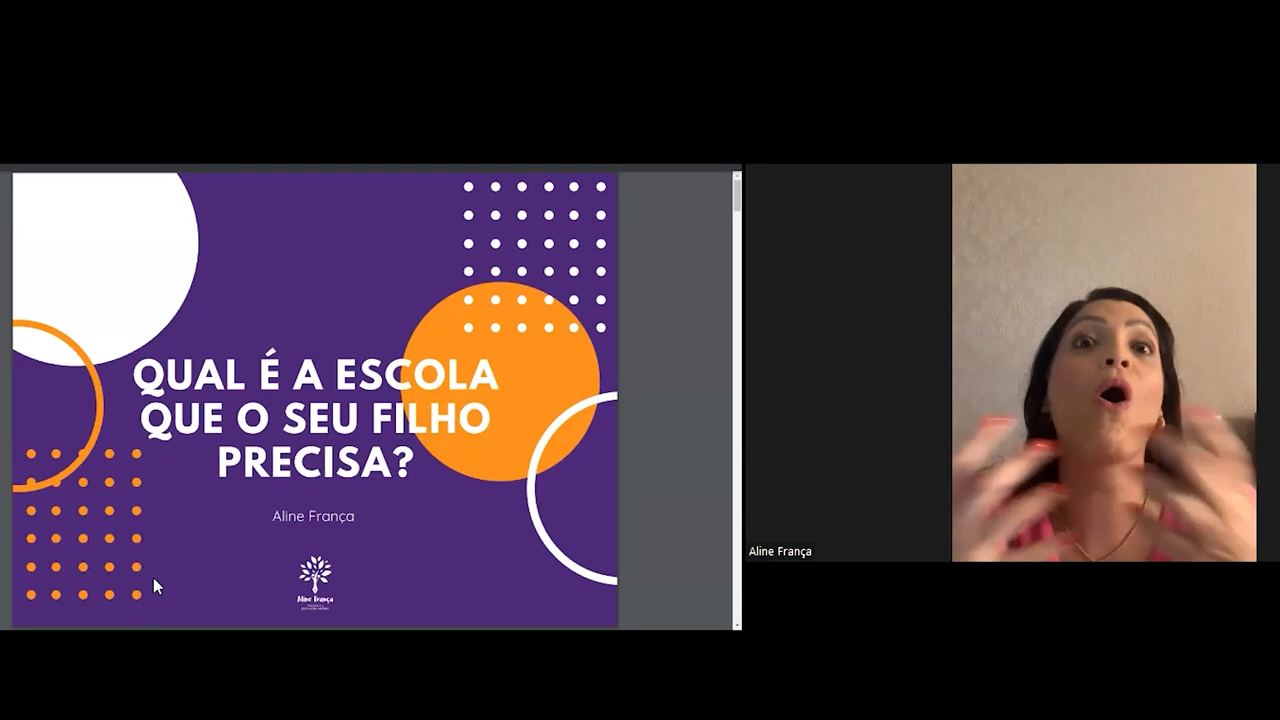 QUAL É A ESCOLA
QUE O SEU FILHO
PRECISA?
Aline França
Aline França
Aline França